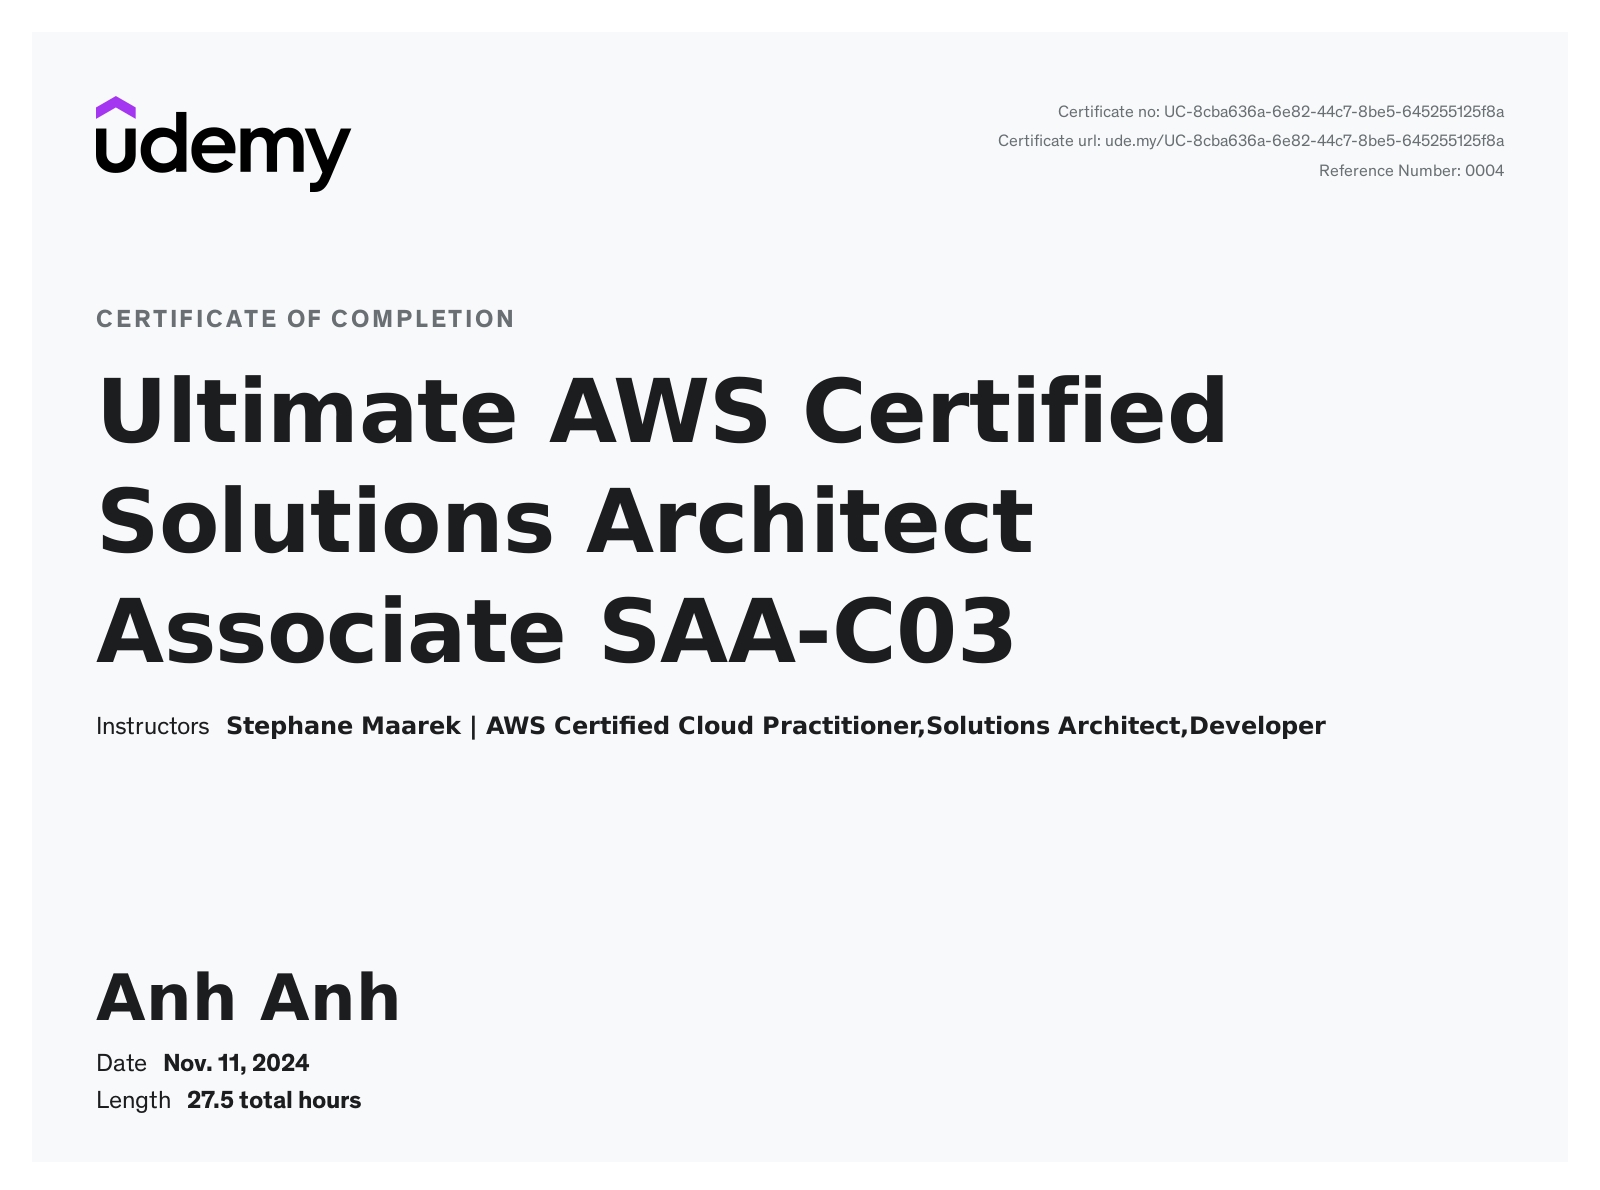 udemy
Certificate no: UC-8cba636a-6e82-44c7-8be5-645255125f8a
Certificate url: ude.my/UC-8cba636a-6e82-44c7-8be5-645255125f8a
Reference Number: 0004
CERTIFICATE OF COMPLETION
Ultimate AWS Certified
Solutions Architect
Associate SAA-C03
Instructors Stephane Maarek | AWS Certified Cloud Practitioner,Solutions Architect,Developer
Anh Anh
Date Nov. 11, 2024
Length 27.5 total hours